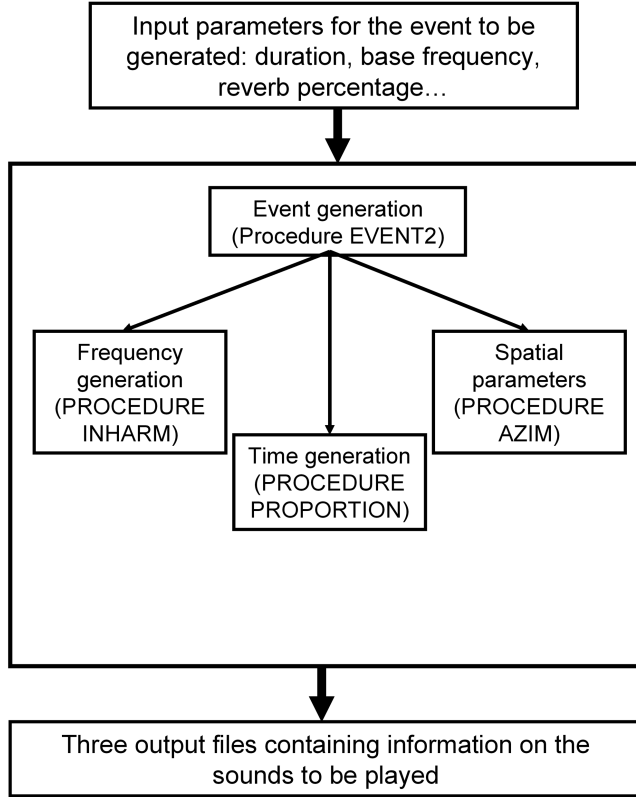 Input parameters for the event to be
generated: duration, base frequency,
reverb percentage…
Event generation
(Procedure EVENT2)
Frequency
generation
(PROCEDURE
INHARM)
Time generation
(PROCEDURE
PROPORTION)
Spatial
parameters
(PROCEDURE
AZIM)
Three output files containing information on the
sounds to be played